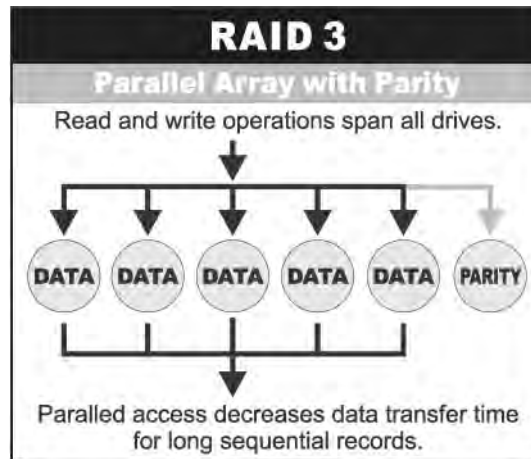 RAID 3
Parallel Array with Parity
Read and write operations span all drives.
DATA DATA DATA DATA DATA PARITY
Paralled access decreases data transfer time
for long sequential records.